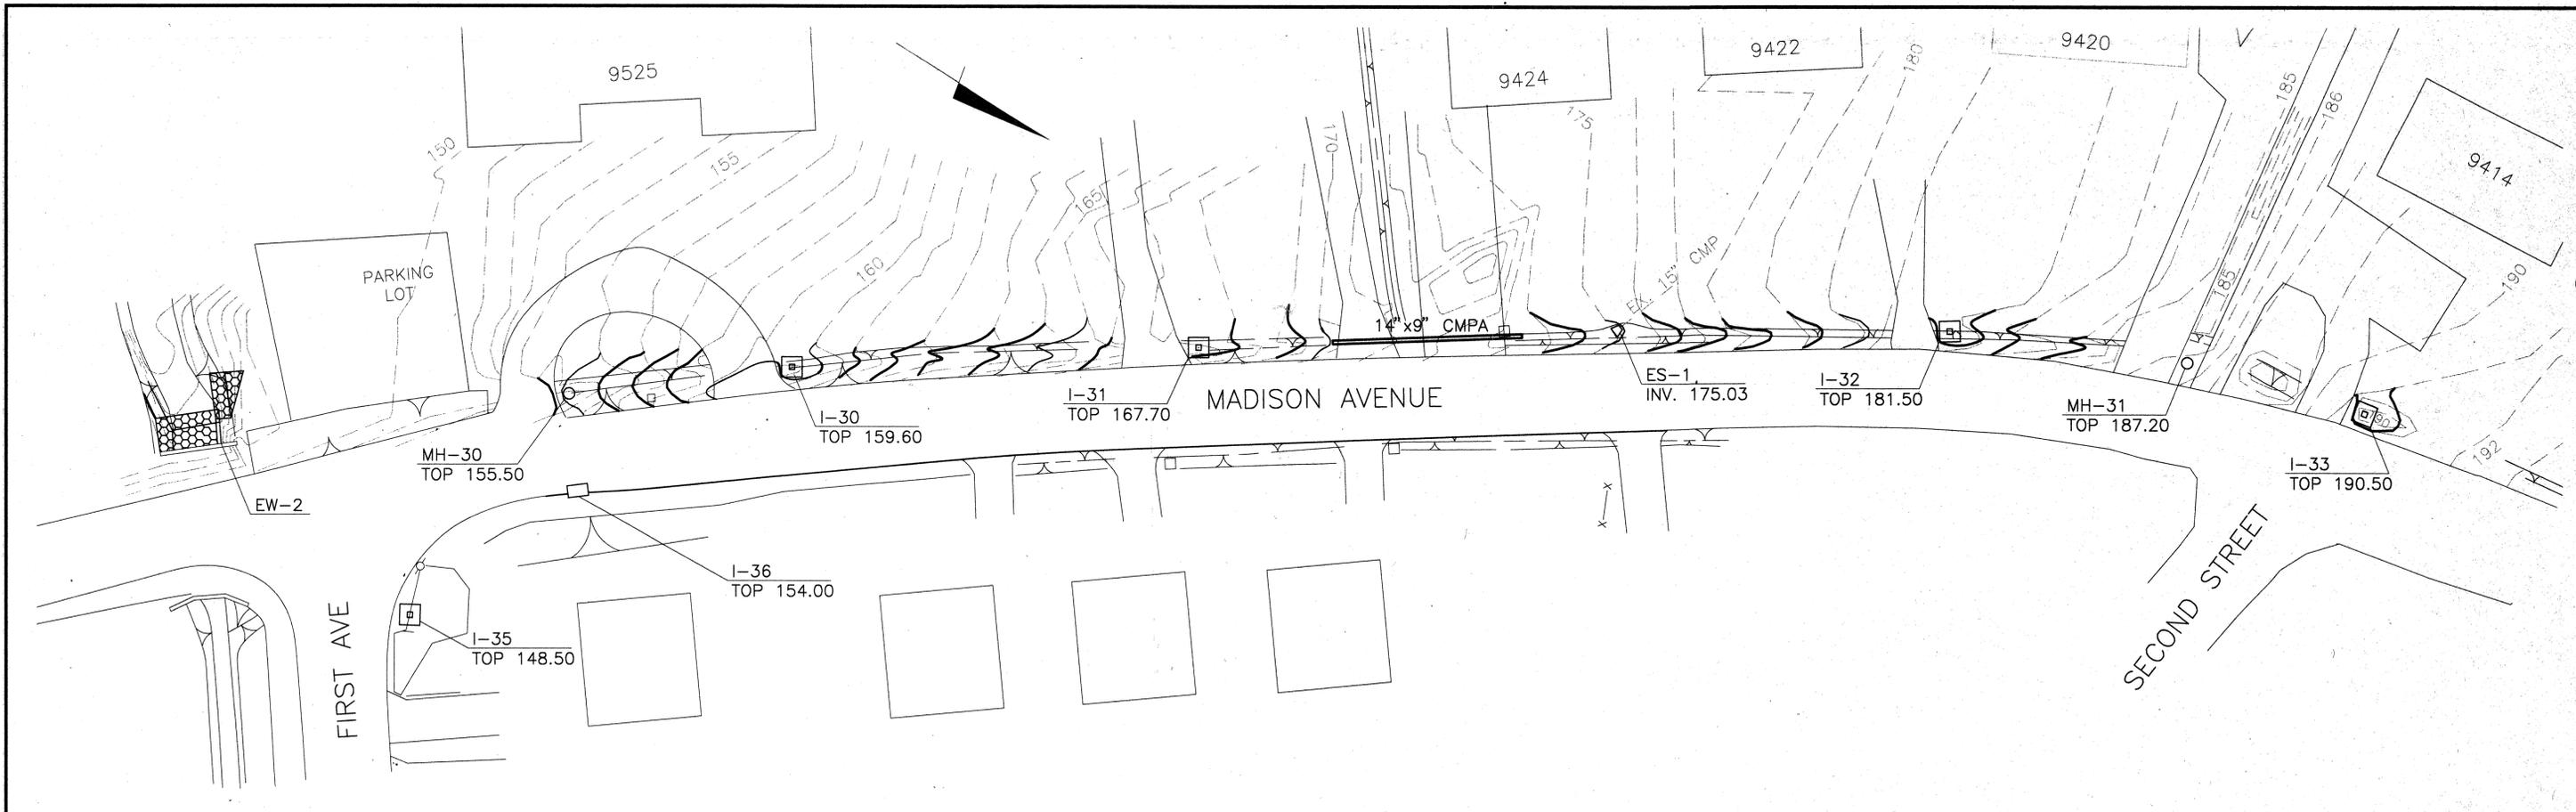 9525
9424
9422
9420
9414
150
155
160
165
170
175
180
185
186
185
190
190
192
PARKING
LOT
14"x9" CMPA
EX. 15" CMP
MADISON AVENUE
I-30
TOP 159.60
I-31
TOP 167.70
ES-1
INV. 175.03
I-32
TOP 181.50
MH-31
TOP 187.20
I-33
TOP 190.50
MH-30
TOP 155.50
EW-2
I-36
TOP 154.00
I-35
TOP 148.50
FIRST AVE
SECOND STREET
x
x